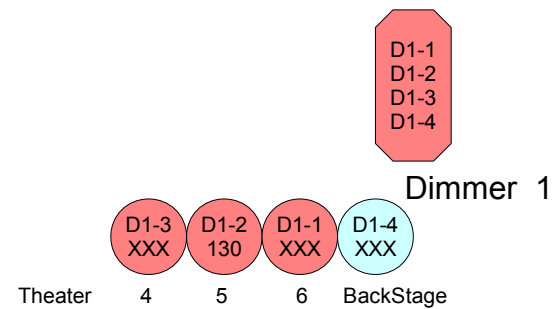 D1-1
D1-2
D1-3
D1-4
Dimmer 1
D1-3 D1-2 D1-1 D1-4
XXX 130 XXX XXX
Theater 4 5 6 BackStage